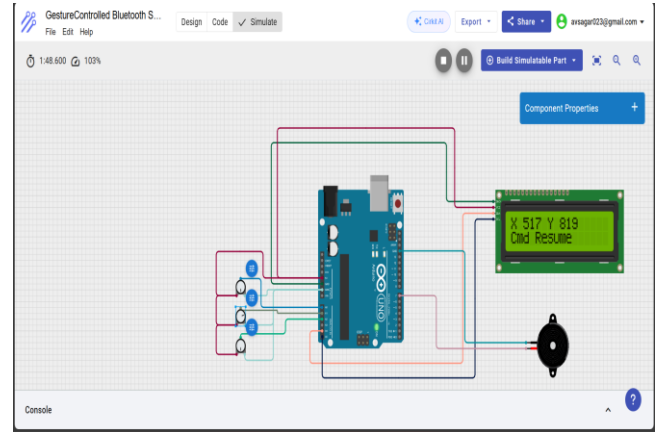 GestureControlled Bluetooth S...
File Edit Help
Design Code Simulate
Cirkit AI
Export
Share
avsagar023@gmail.com
1:48.600 103%
Build Simulatable Part
Component Properties +
X 517 Y 819
Cmd Resume
UNO
Console
?